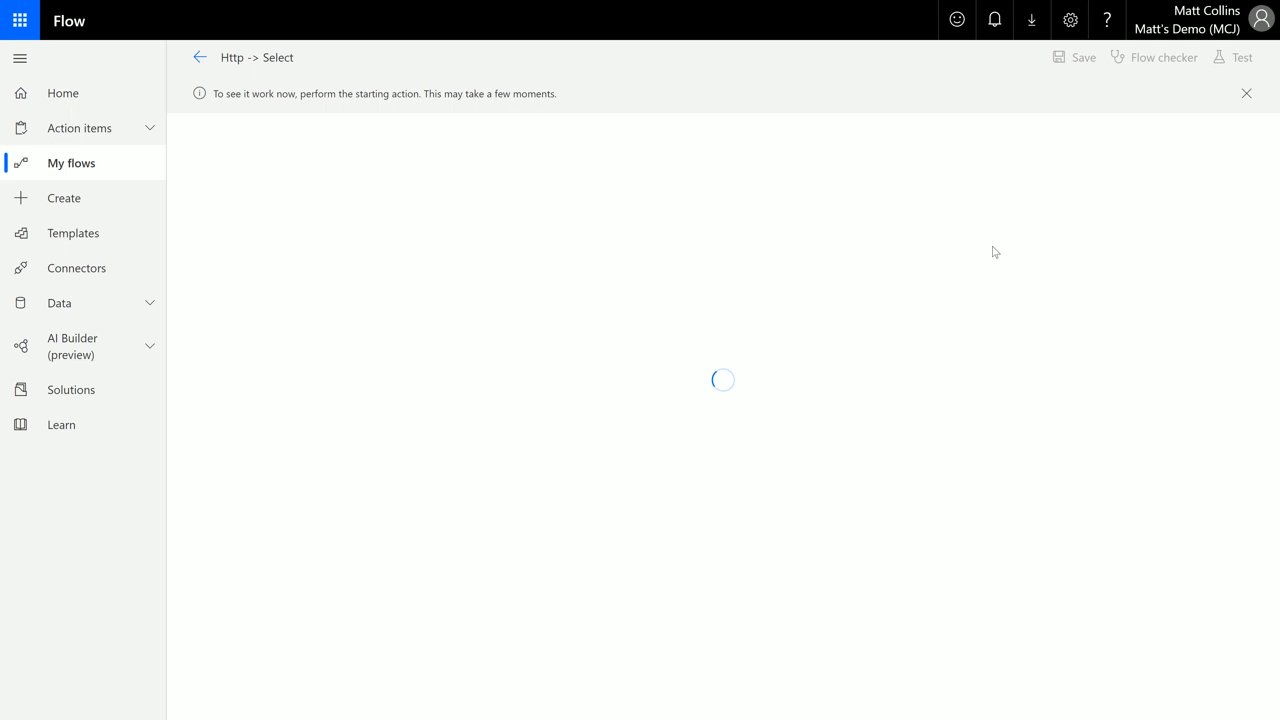 Flow
?
Matt Collins
Matt's Demo (MCJ)
Http -> Select
Save
Flow checker
Test
To see it work now, perform the starting action. This may take a few moments.
Home
Action items
My flows
Create
Templates
Connectors
Data
AI Builder
(preview)
Solutions
Learn